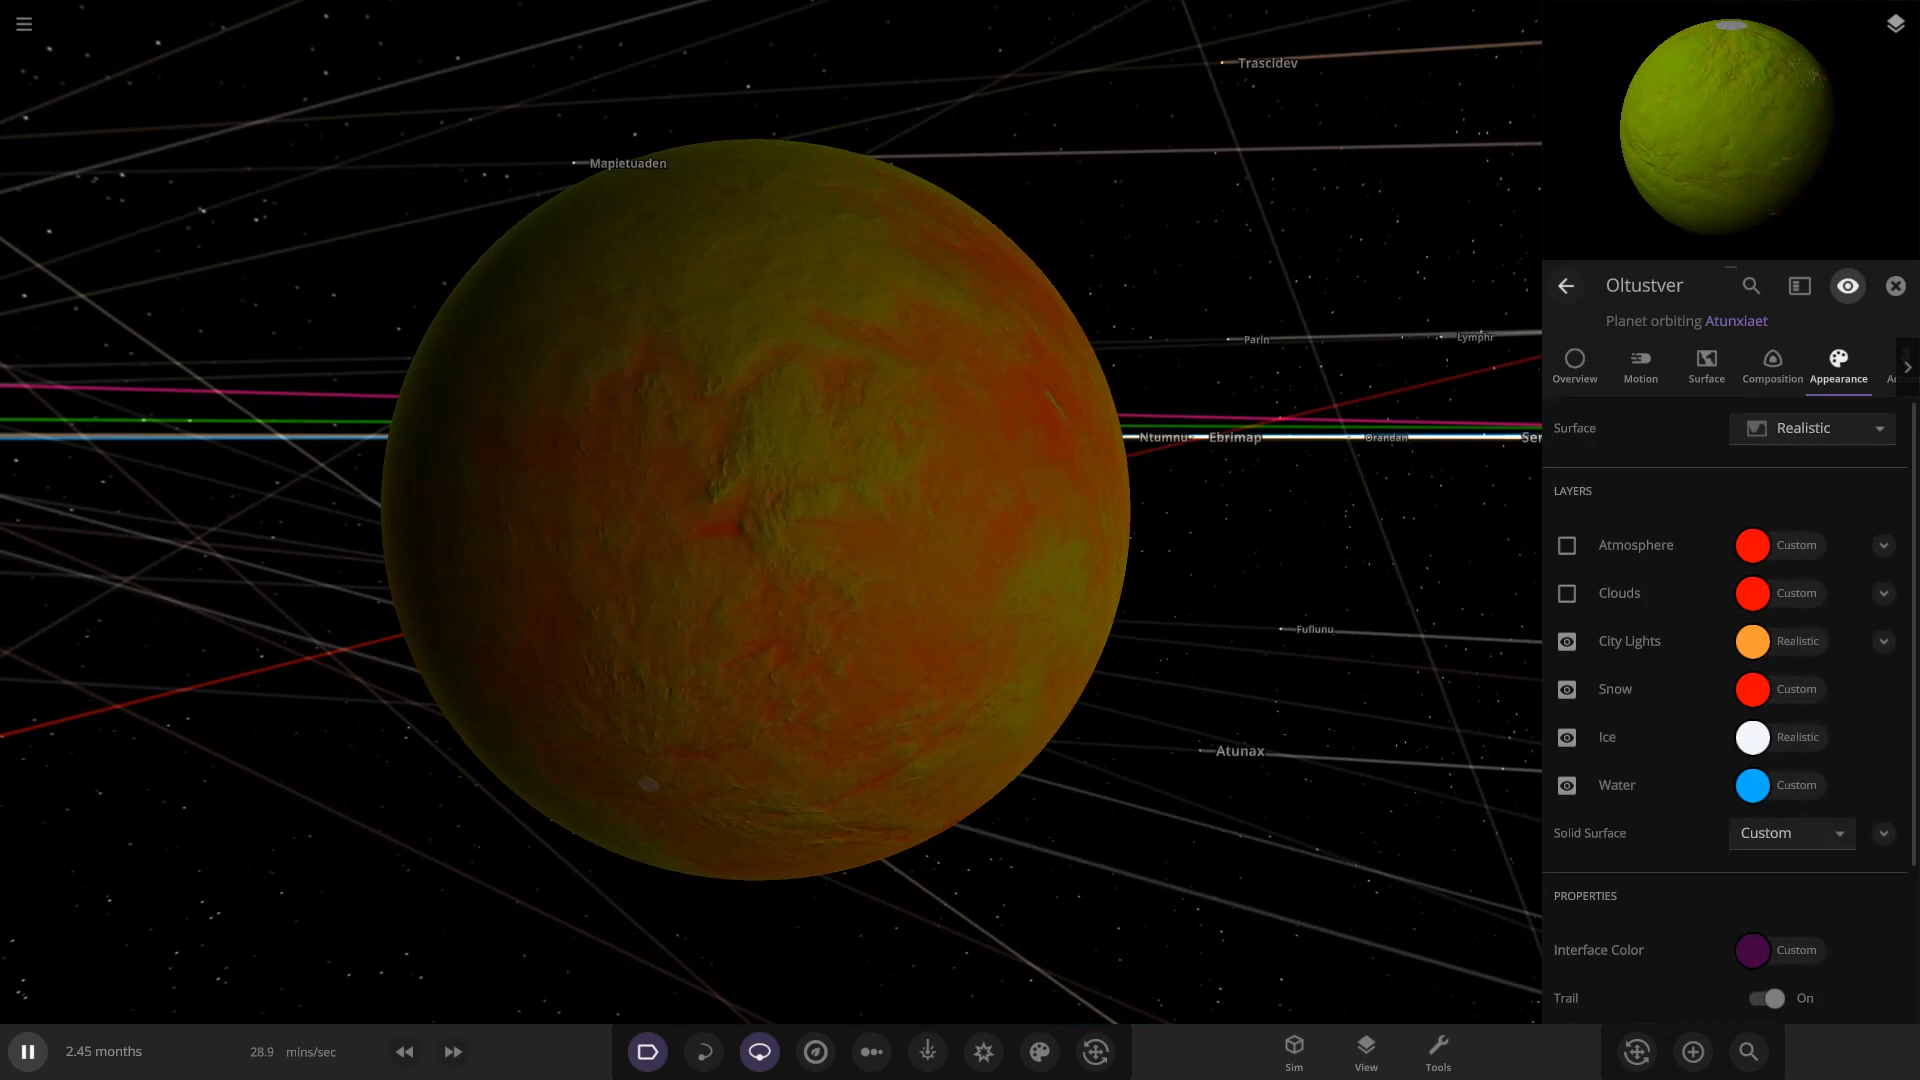 Trascidev
Mapletuaden
Parin
Lymphr
Ntumnu
Ebrimap
Orandan
Ser
Fuflunu
Atunax
Oltustver
Planet orbiting Atunxiaet
Overview
Motion
Surface
Composition
Appearance
Surface
Realistic
LAYERS
Atmosphere
Custom
Clouds
Custom
City Lights
Realistic
Snow
Custom
Ice
Realistic
Water
Custom
Solid Surface
Custom
PROPERTIES
Interface Color
Custom
Trail
On
2.45 months
28.9 mins/sec
Sim
View
Tools